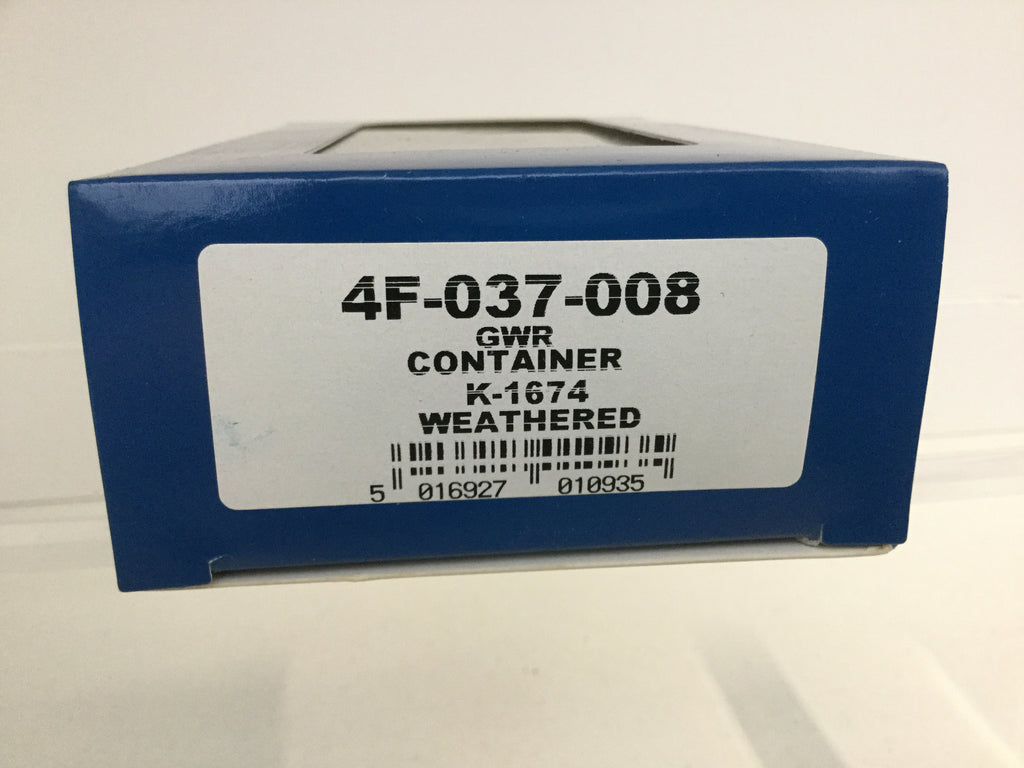 4F-037-008
GWR
CONTAINER
K-1674
WEATHERED
5 016927 010935